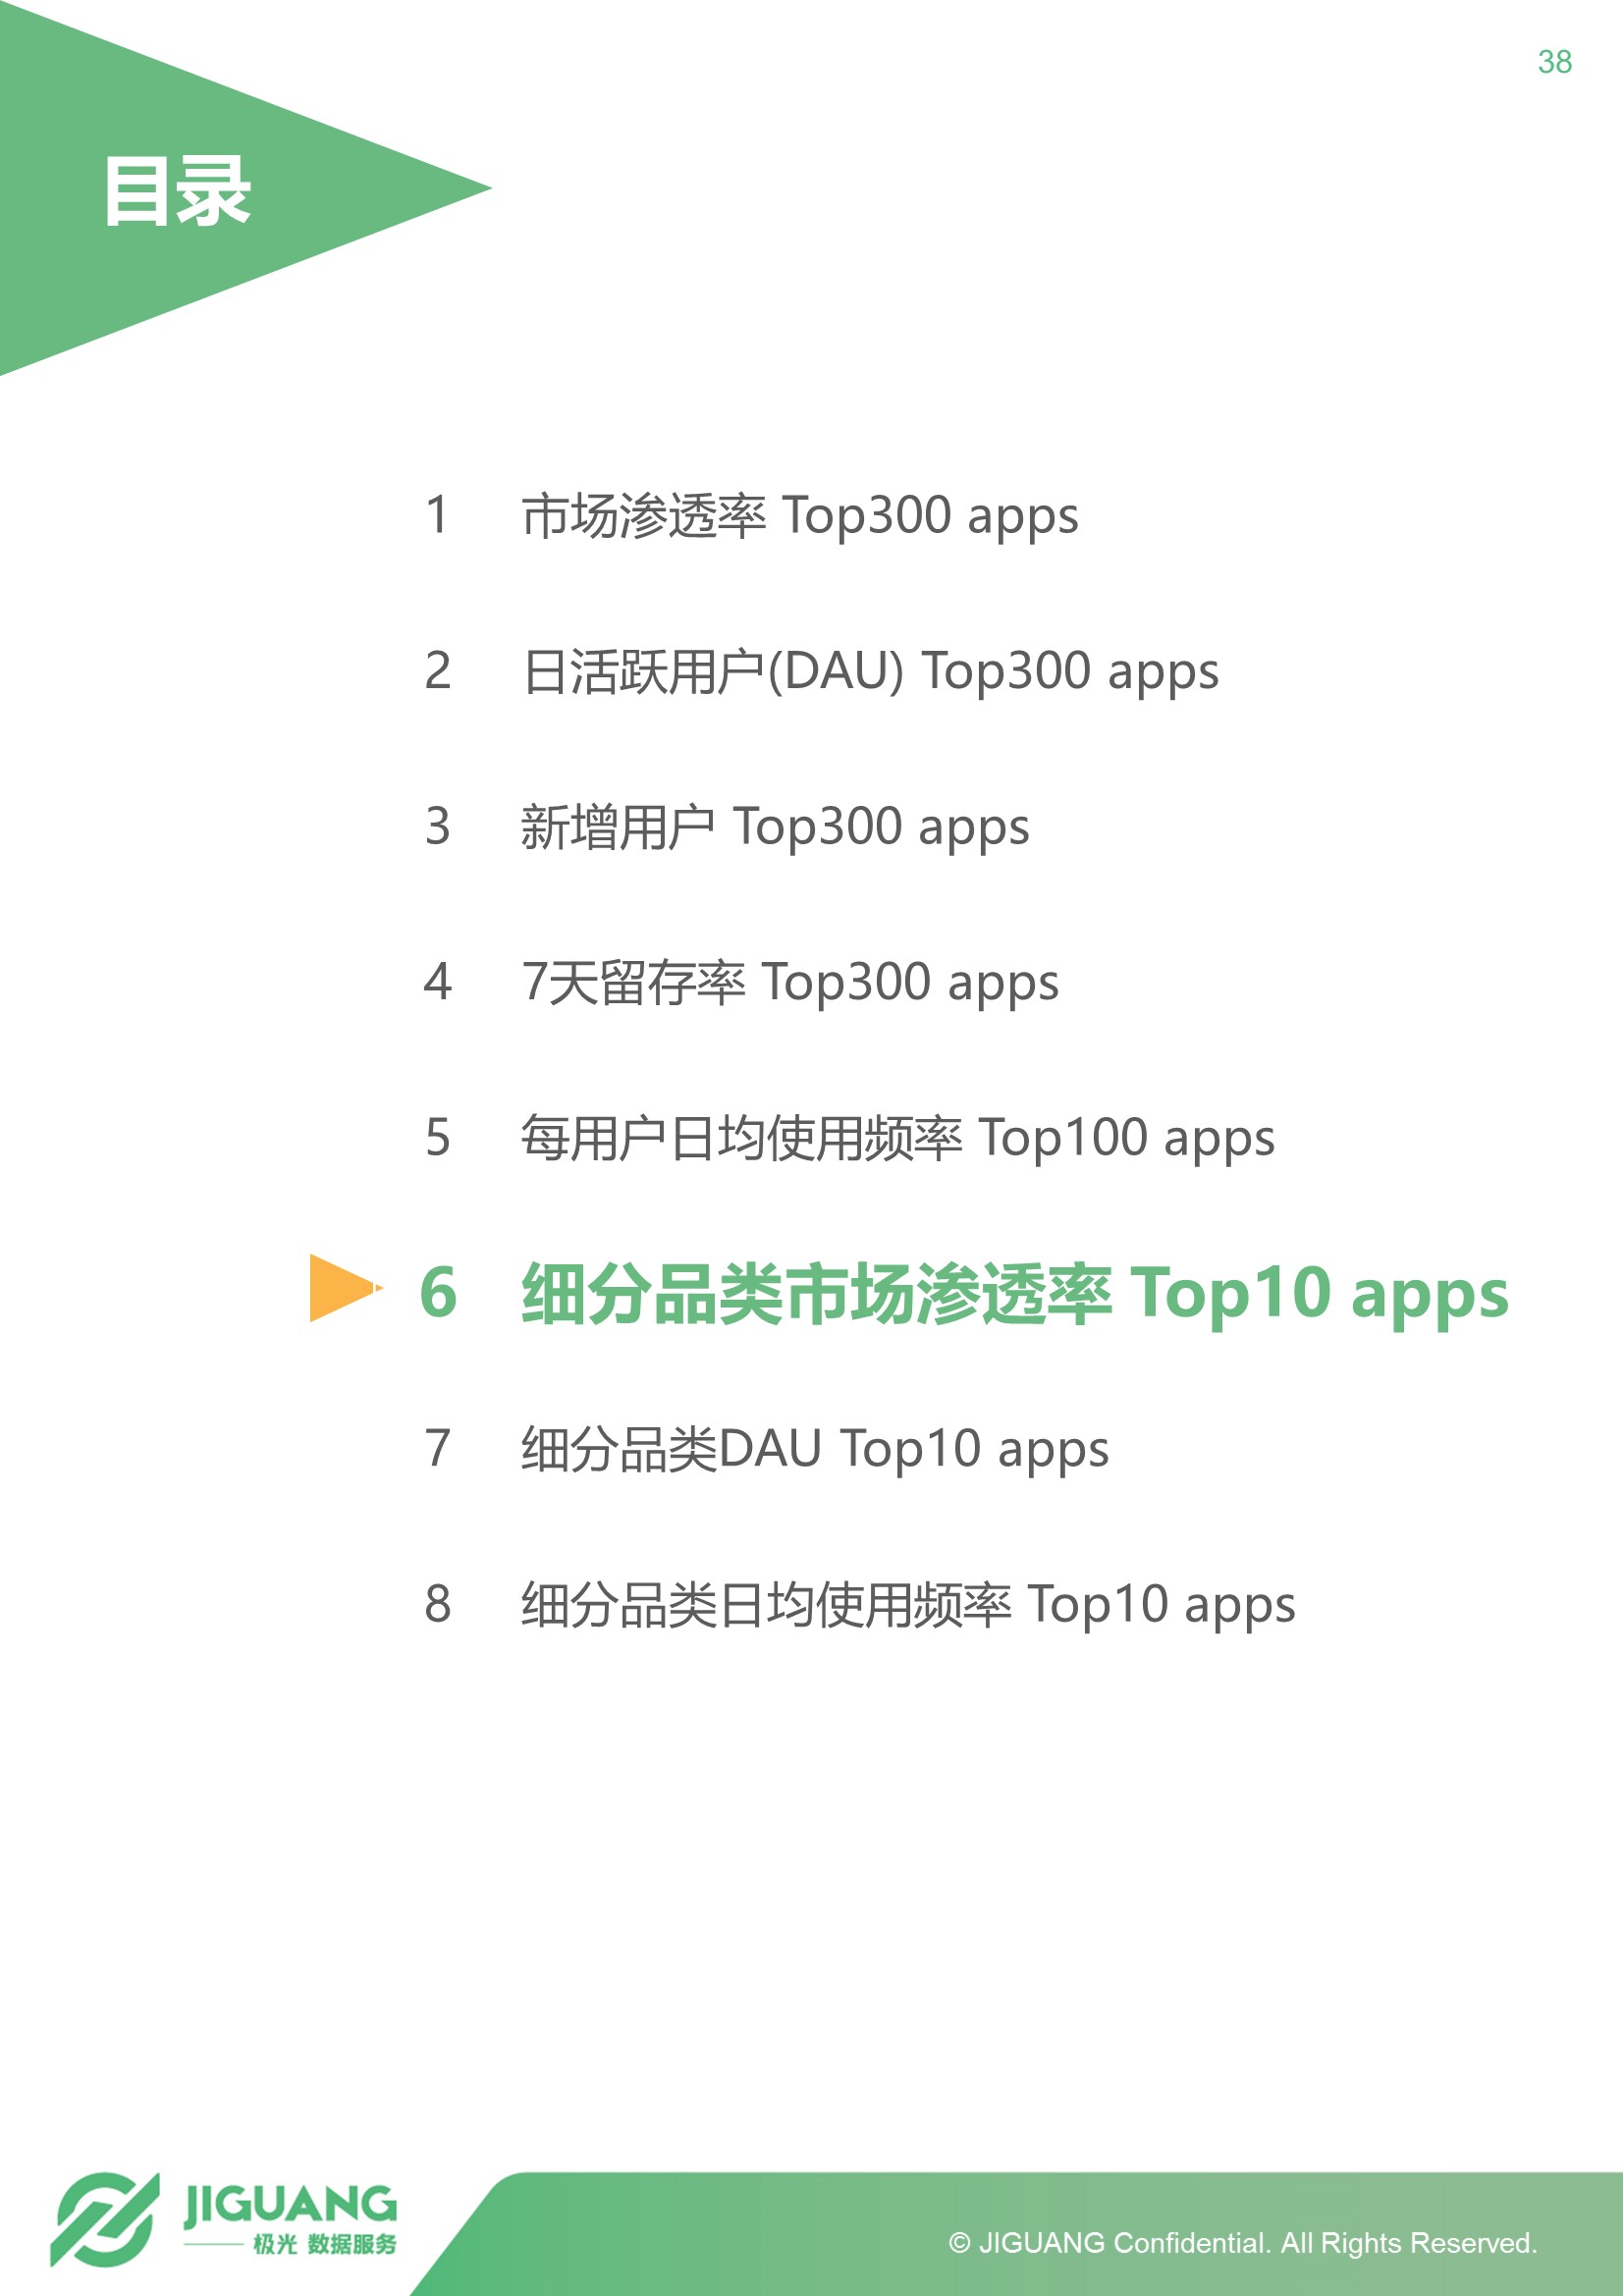 38
目录
1 市场渗透率 Top300 apps
2 日活跃用户(DAU) Top300 apps
3 新增用户 Top300 apps
4 7天留存率 Top300 apps
5 每用户日均使用频率 Top100 apps
6 细分品类市场渗透率 Top10 apps
7 细分品类DAU Top10 apps
8 细分品类日均使用频率 Top10 apps
JIGUANG
极光 数据服务
© JIGUANG Confidential. All Rights Reserved.